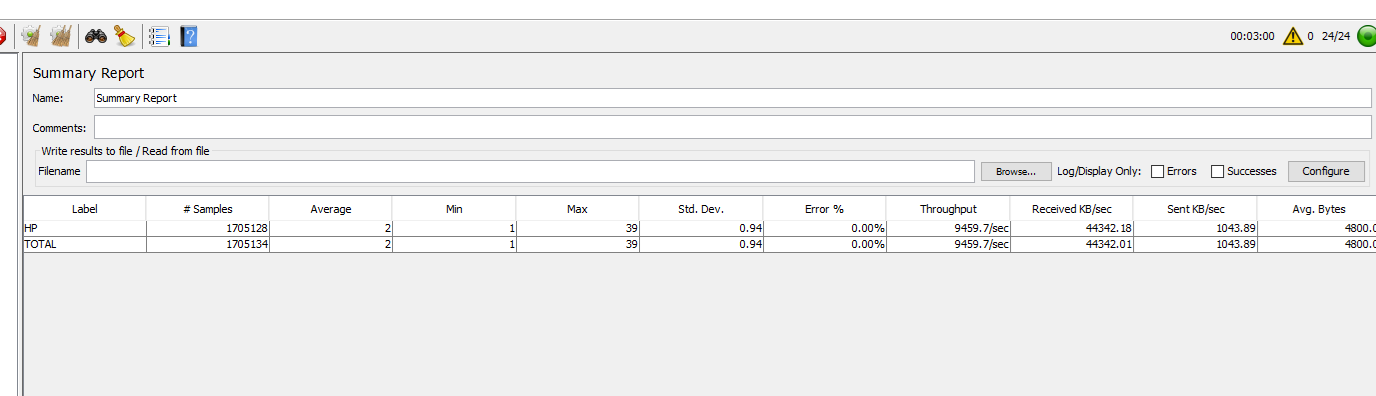 00:03:00 0 24/24
Summary Report
Name: Summary Report
Comments:
Write results to file / Read from file
Filename Browse... Log/Display Only: Errors Successes Configure
Label # Samples Average Min Max Std. Dev. Error % Throughput Received KB/sec Sent KB/sec Avg. Bytes
HP 1705128 2 1 39 0.94 0.00% 9459.7/sec 44342.18 1043.89 4800.0
TOTAL 1705134 2 1 39 0.94 0.00% 9459.7/sec 44342.01 1043.89 4800.0